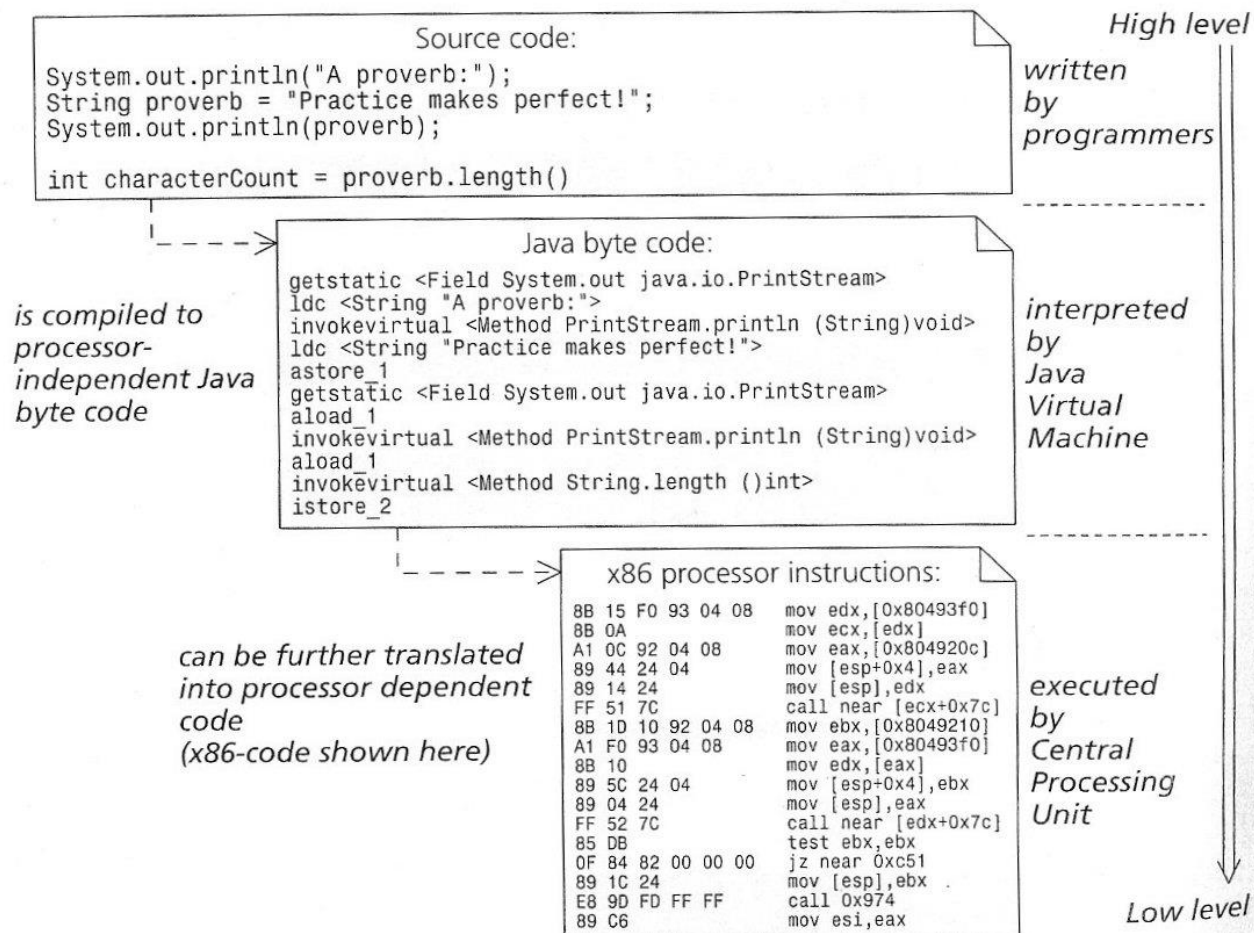 High level
Source code:
System.out.println("A proverb:");
String proverb = "Practice makes perfect!";
System.out.println(proverb);
int characterCount = proverb.length()
written
by
programmers
Java byte code:
getstatic <Field System.out java.io.PrintStream>
ldc <String "A proverb:">
invokevirtual <Method PrintStream.println (String)void>
ldc <String "Practice makes perfect!">
astore_1
getstatic <Field System.out java.io.PrintStream>
aload_1
invokevirtual <Method PrintStream.println (String)void>
aload_1
invokevirtual <Method String.length ()int>
istore_2
is compiled to
processor-
independent Java
byte code
interpreted
by
Java
Virtual
Machine
x86 processor instructions:
8B 15 F0 93 04 08 mov edx,[0x80493f0]
8B 0A mov ecx,[edx]
A1 0C 92 04 08 mov eax,[0x804920c]
89 44 24 04 mov [esp+0x4],eax
89 14 24 mov [esp],edx
FF 51 7C call near [ecx+0x7c]
8B 1D 10 92 04 08 mov ebx,[0x8049210]
A1 F0 93 04 08 mov eax,[0x80493f0]
8B 10 mov edx,[eax]
89 5C 24 04 mov [esp+0x4],ebx
89 04 24 mov [esp],eax
FF 52 7C call near [edx+0x7c]
85 DB test ebx,ebx
0F 84 82 00 00 00 jz near 0xc51
89 1C 24 mov [esp],ebx
E8 9D FD FF FF call 0x974
89 C6 mov esi,eax
can be further translated
into processor dependent
code
(x86-code shown here)
executed
by
Central
Processing
Unit
Low level